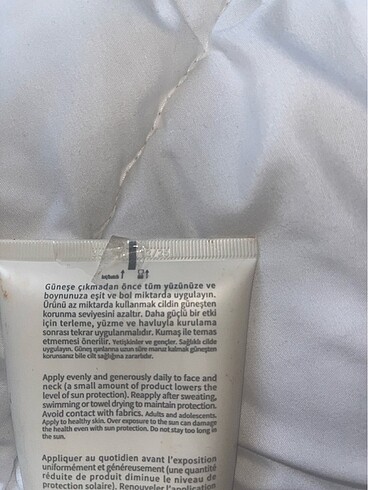 Güneşe çıkmadan önce tüm yüzünüze ve
boynunuza eşit ve bol miktarda uygulayın.
Ürünü az miktarda kullanmak cildin güneşten
korunma seviyesini azaltır. Daha güçlü bir etki
için terleme, yüzme ve havluyla kurulama
sonrası tekrar uygulanmalıdır. Kumaş ile temas
etmemesi önerilir. Yetişkinler ve gençler. Sağlıklı cilde
uygulayın. Güneş ışınlarına uzun süre maruz kalmak güneşten
korunsanız bile cilt sağlığına zararlıdır.
Apply evenly and generously daily to face and
neck (a small amount of product lowers the
level of sun protection). Reapply after sweating,
swimming or towel drying to maintain protection.
Avoid contact with fabrics. Adults and adolescents.
Apply to healthy skin. Over exposure to the sun can damage
the health even with sun protection. Do not stay too long in
the sun.
Appliquer au quotidien avant l'exposition
uniformément et généreusement (une quantité
réduite de produit diminue le niveau de
protection solaire). Renouveler l'application